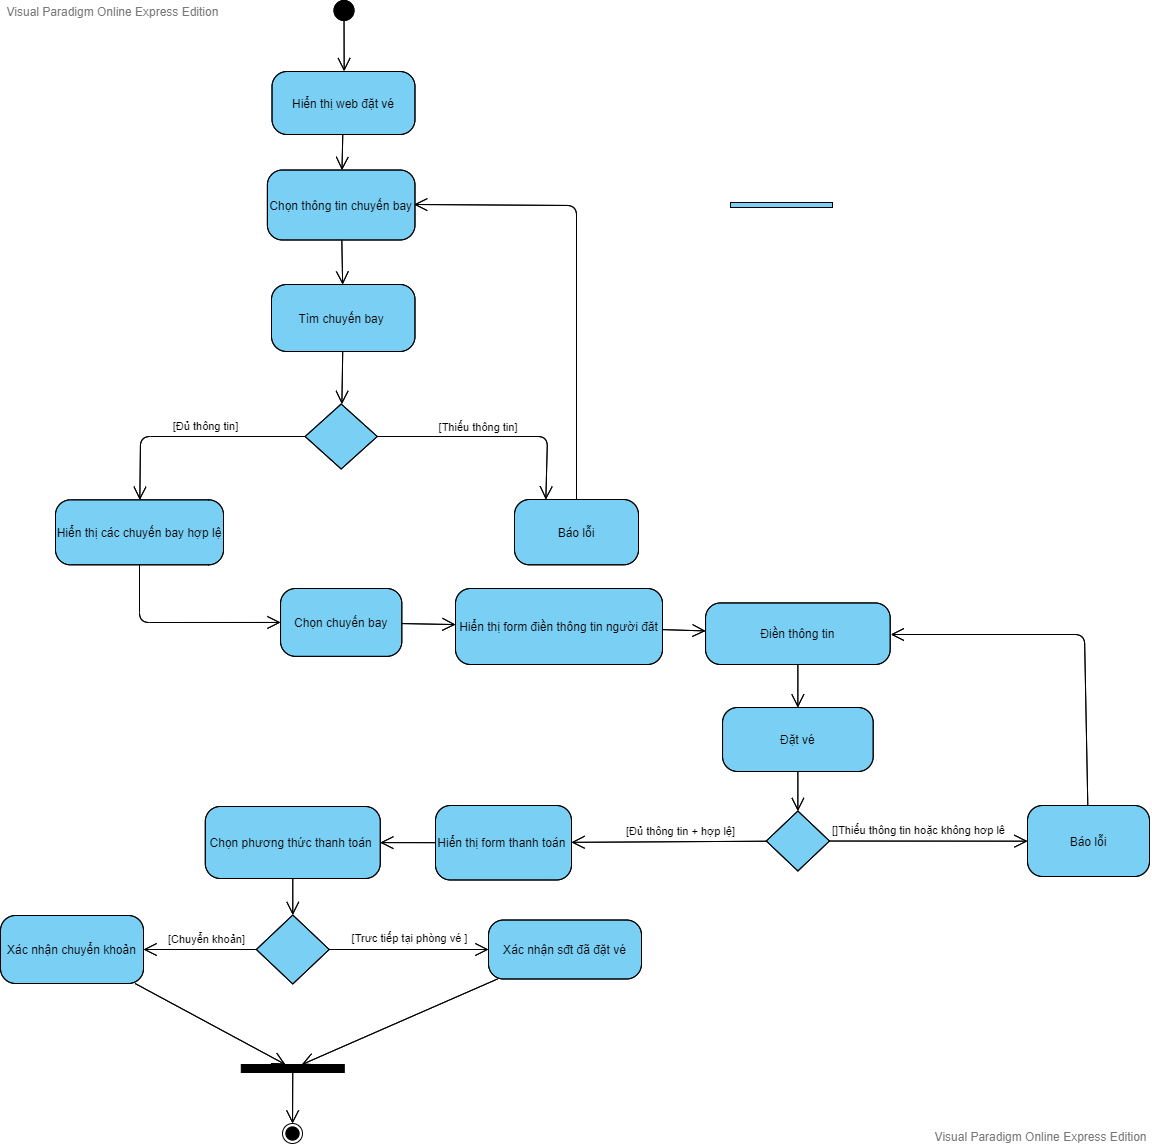 Visual Paradigm Online Express Edition
Hiển thị web đặt vé
Chọn thông tin chuyến bay
Tìm chuyến bay
[Đủ thông tin]
[Thiếu thông tin]
Hiển thị các chuyến bay hợp lệ
Báo lỗi
Chọn chuyến bay
Hiển thị form điền thông tin người đăt
Điền thông tin
Đặt vé
[Đủ thông tin + hợp lệ]
[]Thiếu thông tin hoặc không hợp lê
Chọn phương thức thanh toán
Hiển thị form thanh toán
Báo lỗi
[Chuyển khoản]
[Trưc tiếp tại phòng vé ]
Xác nhận chuyển khoản
Xác nhận sđt đã đặt vé
Visual Paradigm Online Express Edition